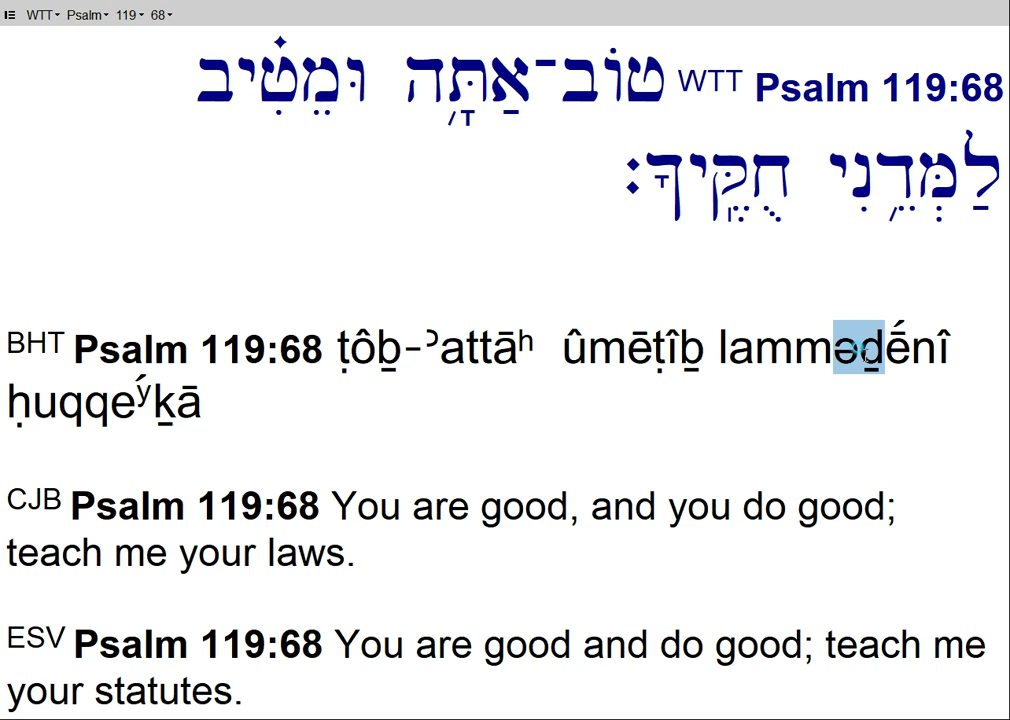 WTT Psalm 119 68
WTT Psalm 119:68 טוֹב־אַתָּ֥ה וּמֵטִ֗יב
לַמְּדֵ֥נִי חֻקֶּֽיךָ׃
BHT Psalm 119:68 ṭôḇ-ʾattāʰ ûmēṭîḇ lamməḏḗnî
ḥuqqeʸ́ḵā
CJB Psalm 119:68 You are good, and you do good;
teach me your laws.
ESV Psalm 119:68 You are good and do good; teach me
your statutes.